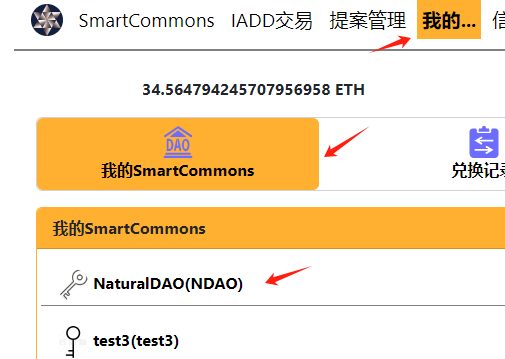 SmartCommons IADD交易 提案管理 我的...
34.564794245707956958 ETH
DAO
我的SmartCommons
兑换记
我的SmartCommons
NaturalDAO(NDAO)
test3(test3)